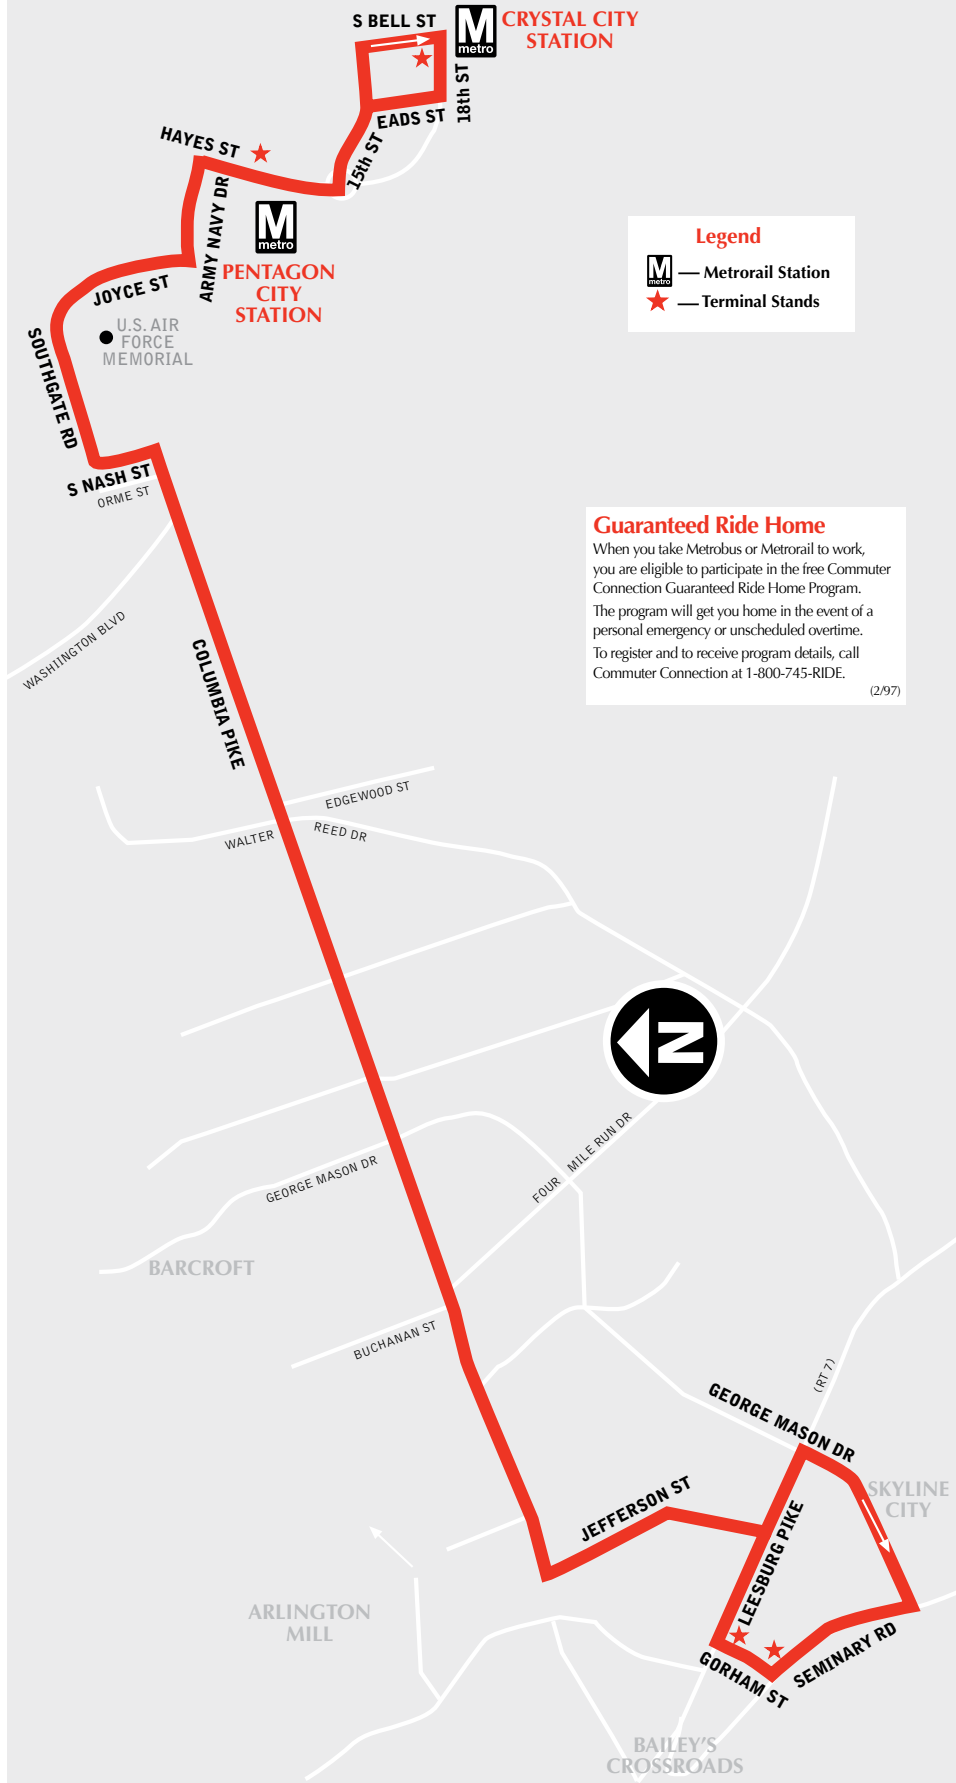 S BELL ST
M
metro
CRYSTAL CITY
STATION
18th ST
EADS ST
15th ST
HAYES ST
ARMY NAVY DR
M
metro
PENTAGON
CITY
STATION
JOYCE ST
U.S. AIR
FORCE
MEMORIAL
SOUTHGATE RD
S NASH ST
ORME ST
Legend
M
metro
— Metrorail Station
— Terminal Stands
Guaranteed Ride Home
When you take Metrobus or Metrorail to work,
you are eligible to participate in the free Commuter
Connection Guaranteed Ride Home Program.
The program will get you home in the event of a
personal emergency or unscheduled overtime.
To register and to receive program details, call
Commuter Connection at 1-800-745-RIDE.
(2/97)
WASHIINGTON BLVD
COLUMBIA PIKE
EDGEWOOD ST
WALTER REED DR
N
FOUR MILE RUN DR
GEORGE MASON DR
BARCROFT
BUCHANAN ST
(RT 7)
GEORGE MASON DR
SKYLINE
CITY
JEFFERSON ST
LEESBURG PIKE
ARLINGTON
MILL
SEMINARY RD
GORHAM ST
BAILEY'S
CROSSROADS